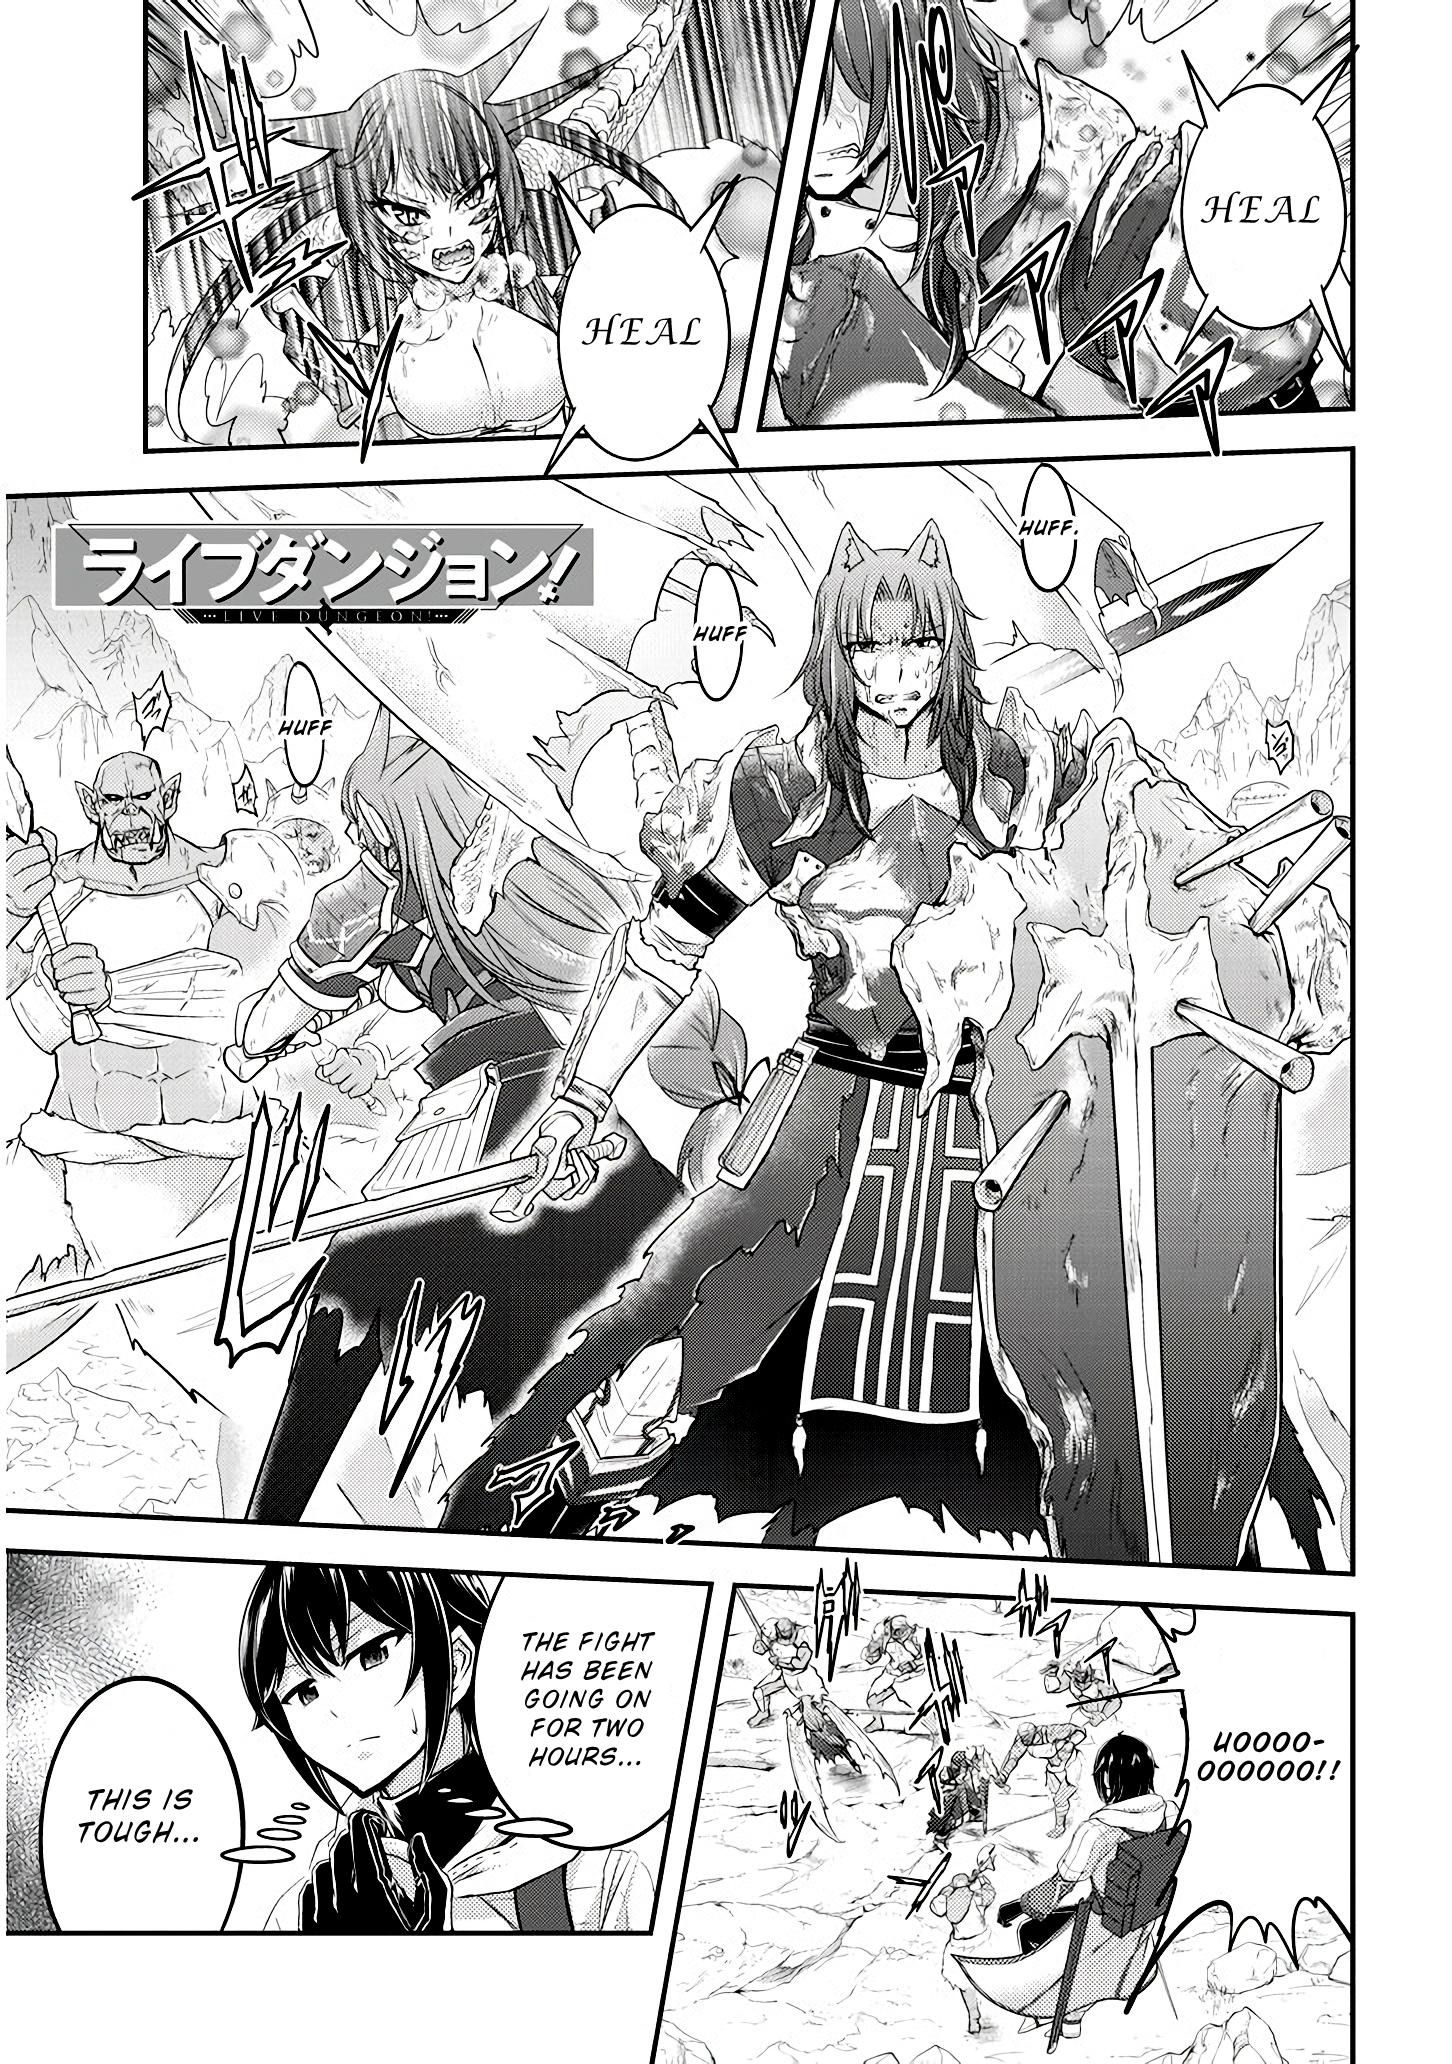 HEAL
HEAL
ライブダンジョン!
LIVE DUNGEON!
HUFF.
HUFF
HUFF
UOOOO-
OOOOOOO!!
THE FIGHT
HAS BEEN
GOING ON
FOR TWO
HOURS...
THIS IS
TOUGH...